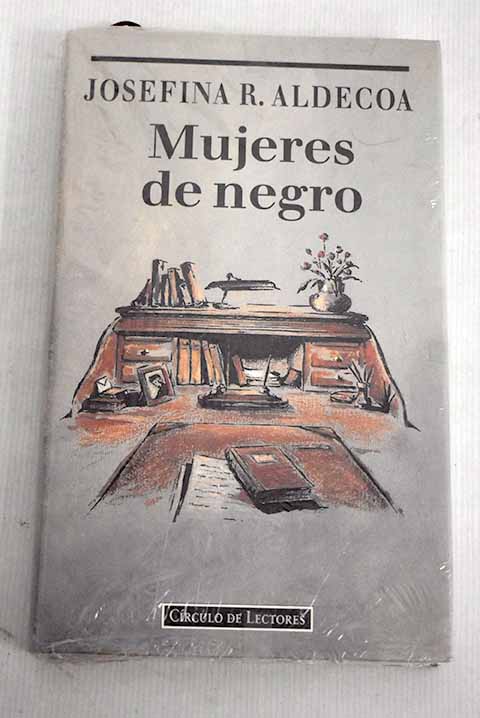 JOSEFINA R. ALDECOA
Mujeres
de negro
CÍRCULO DE LECTORES